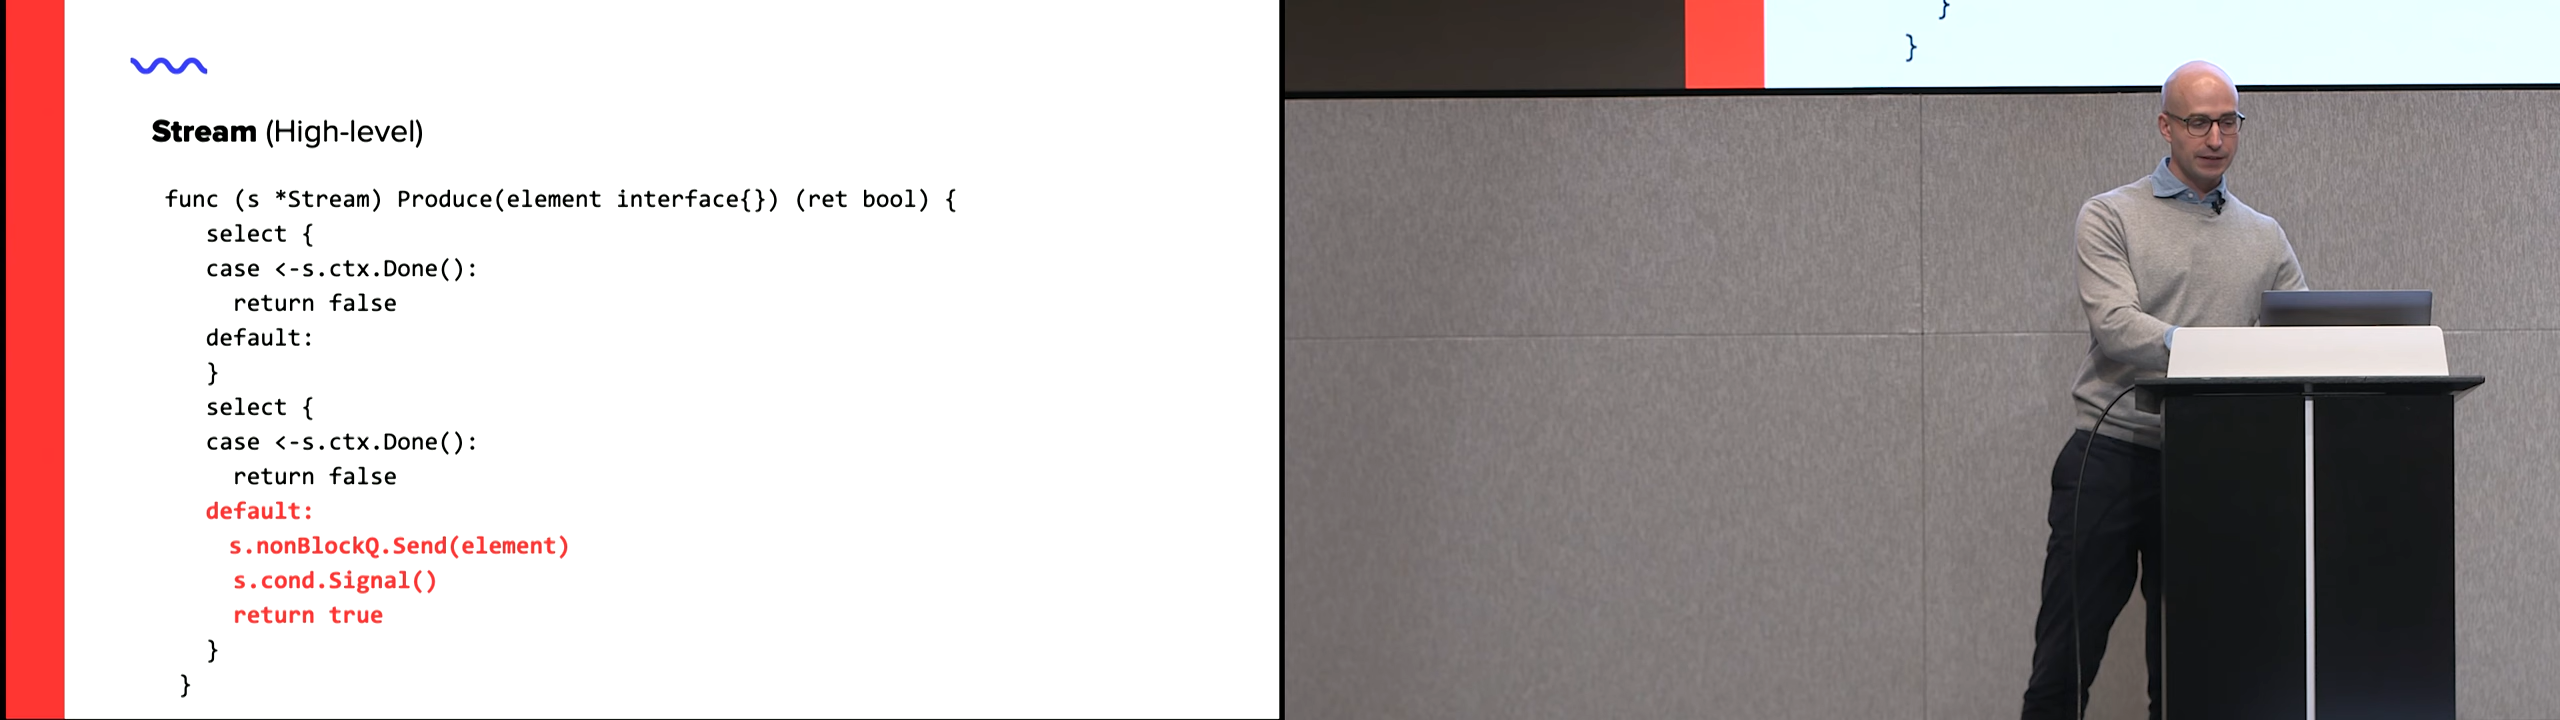 Stream (High-level)
func (s *Stream) Produce(element interface{}) (ret bool) {
select {
case <-s.ctx.Done():
return false
default:
}
select {
case <-s.ctx.Done():
return false
default:
s.nonBlockQ.Send(element)
s.cond.Signal()
return true
}
}
}
}